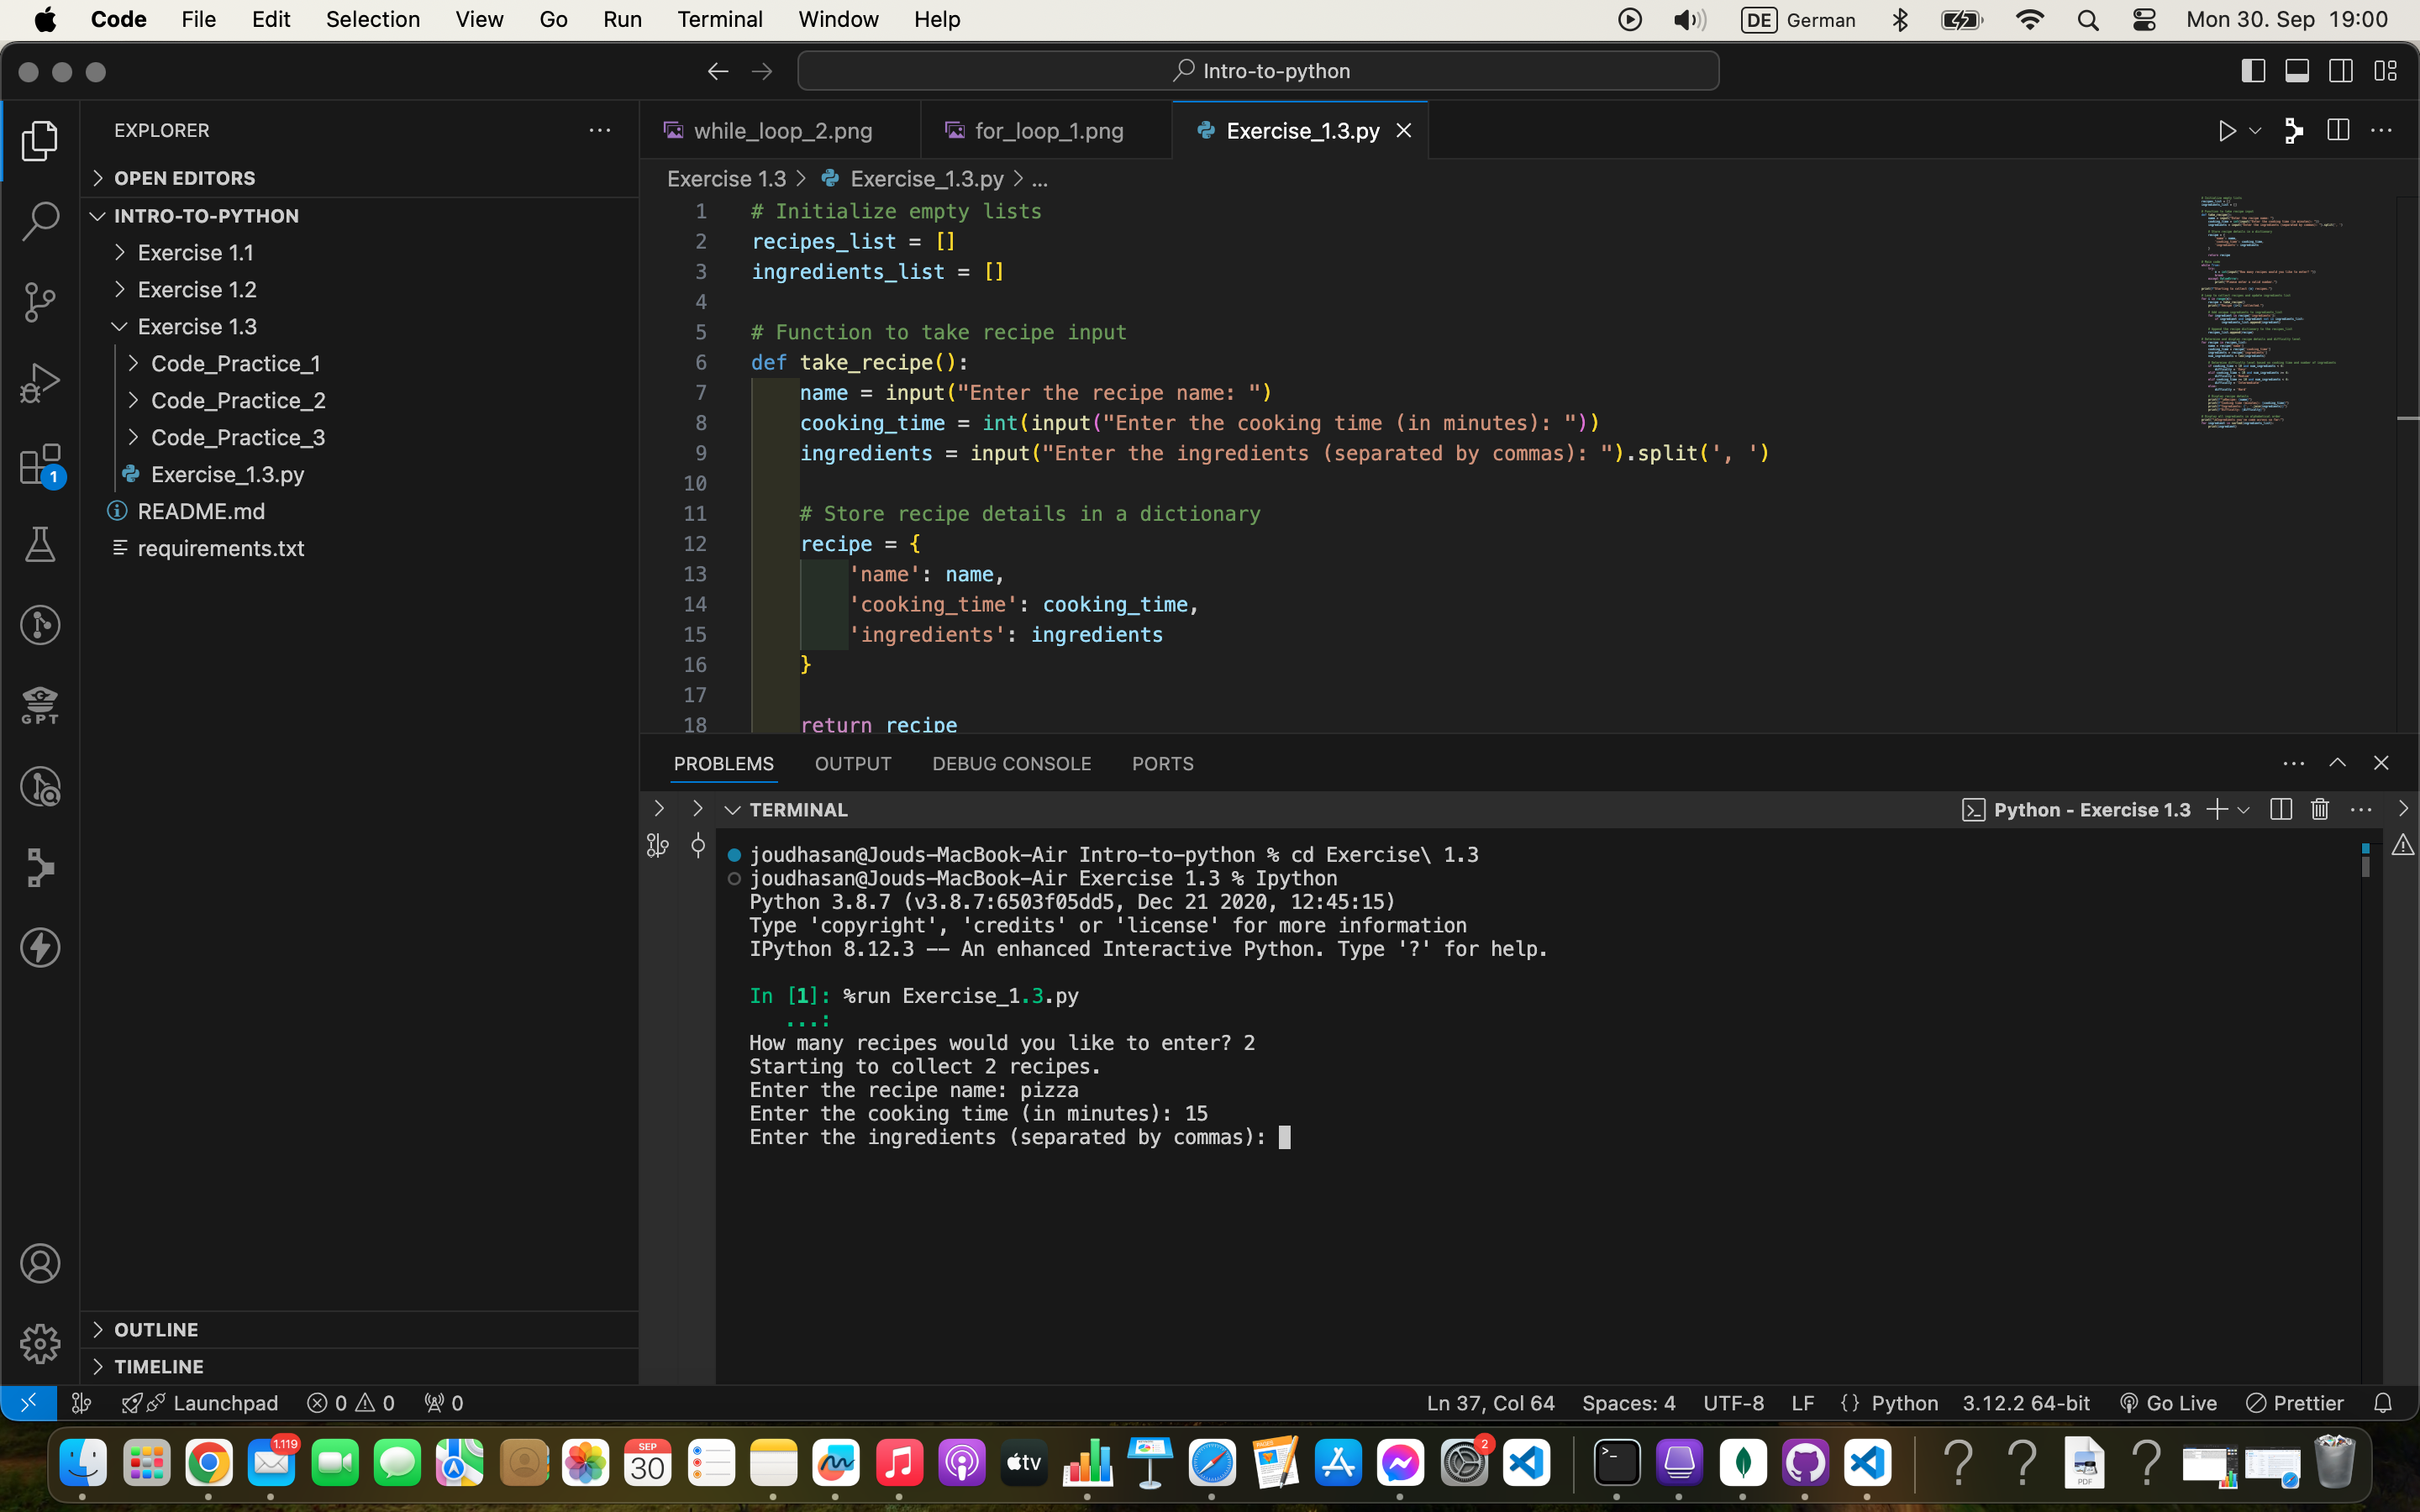 Code File Edit Selection View Go Run Terminal Window Help DE German Mon 30. Sep 19:00
Intro-to-python
EXPLORER
OPEN EDITORS
INTRO-TO-PYTHON
Exercise 1.1
Exercise 1.2
Exercise 1.3
Code_Practice_1
Code_Practice_2
Code_Practice_3
Exercise_1.3.py
README.md
requirements.txt
OUTLINE
TIMELINE
1
GPT
while_loop_2.png for_loop_1.png Exercise_1.3.py
Exercise 1.3 > Exercise_1.3.py > ...
1 # Initialize empty lists
2 recipes_list = []
3 ingredients_list = []
4
5 # Function to take recipe input
6 def take_recipe():
7 name = input("Enter the recipe name: ")
8 cooking_time = int(input("Enter the cooking time (in minutes): "))
9 ingredients = input("Enter the ingredients (separated by commas): ").split(', ')
10
11 # Store recipe details in a dictionary
12 recipe = {
13 'name': name,
14 'cooking_time': cooking_time,
15 'ingredients': ingredients
16 }
17
18 return recipe
PROBLEMS OUTPUT DEBUG CONSOLE PORTS
TERMINAL Python - Exercise 1.3
joudhasan@Jouds-MacBook-Air Intro-to-python % cd Exercise\ 1.3
joudhasan@Jouds-MacBook-Air Exercise 1.3 % Ipython
Python 3.8.7 (v3.8.7:6503f05dd5, Dec 21 2020, 12:45:15)
Type 'copyright', 'credits' or 'license' for more information
IPython 8.12.3 -- An enhanced Interactive Python. Type '?' for help.
In [1]: %run Exercise_1.3.py
...:
How many recipes would you like to enter? 2
Starting to collect 2 recipes.
Enter the recipe name: pizza
Enter the cooking time (in minutes): 15
Enter the ingredients (separated by commas):
Launchpad 0 0 0 Ln 37, Col 64 Spaces: 4 UTF-8 LF {} Python 3.12.2 64-bit Go Live Prettier
1.119 SEP 30 tv 2 PDF